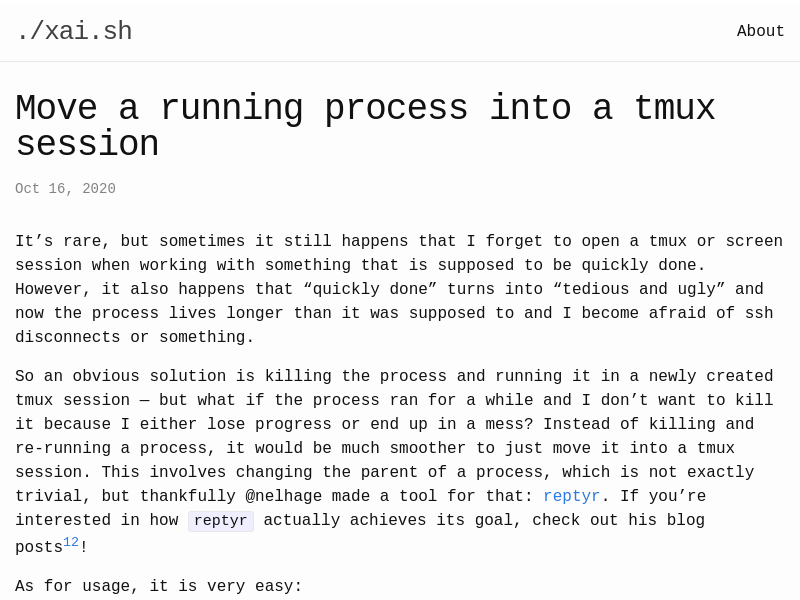 ./xai.sh
About
Move a running process into a tmux
session
Oct 16, 2020
It’s rare, but sometimes it still happens that I forget to open a tmux or screen
session when working with something that is supposed to be quickly done.
However, it also happens that “quickly done” turns into “tedious and ugly” and
now the process lives longer than it was supposed to and I become afraid of ssh
disconnects or something.
So an obvious solution is killing the process and running it in a newly created
tmux session — but what if the process ran for a while and I don’t want to kill
it because I either lose progress or end up in a mess? Instead of killing and
re-running a process, it would be much smoother to just move it into a tmux
session. This involves changing the parent of a process, which is not exactly
trivial, but thankfully @nelhage made a tool for that: reptyr. If you’re
interested in how reptyr actually achieves its goal, check out his blog
posts12!
As for usage, it is very easy: